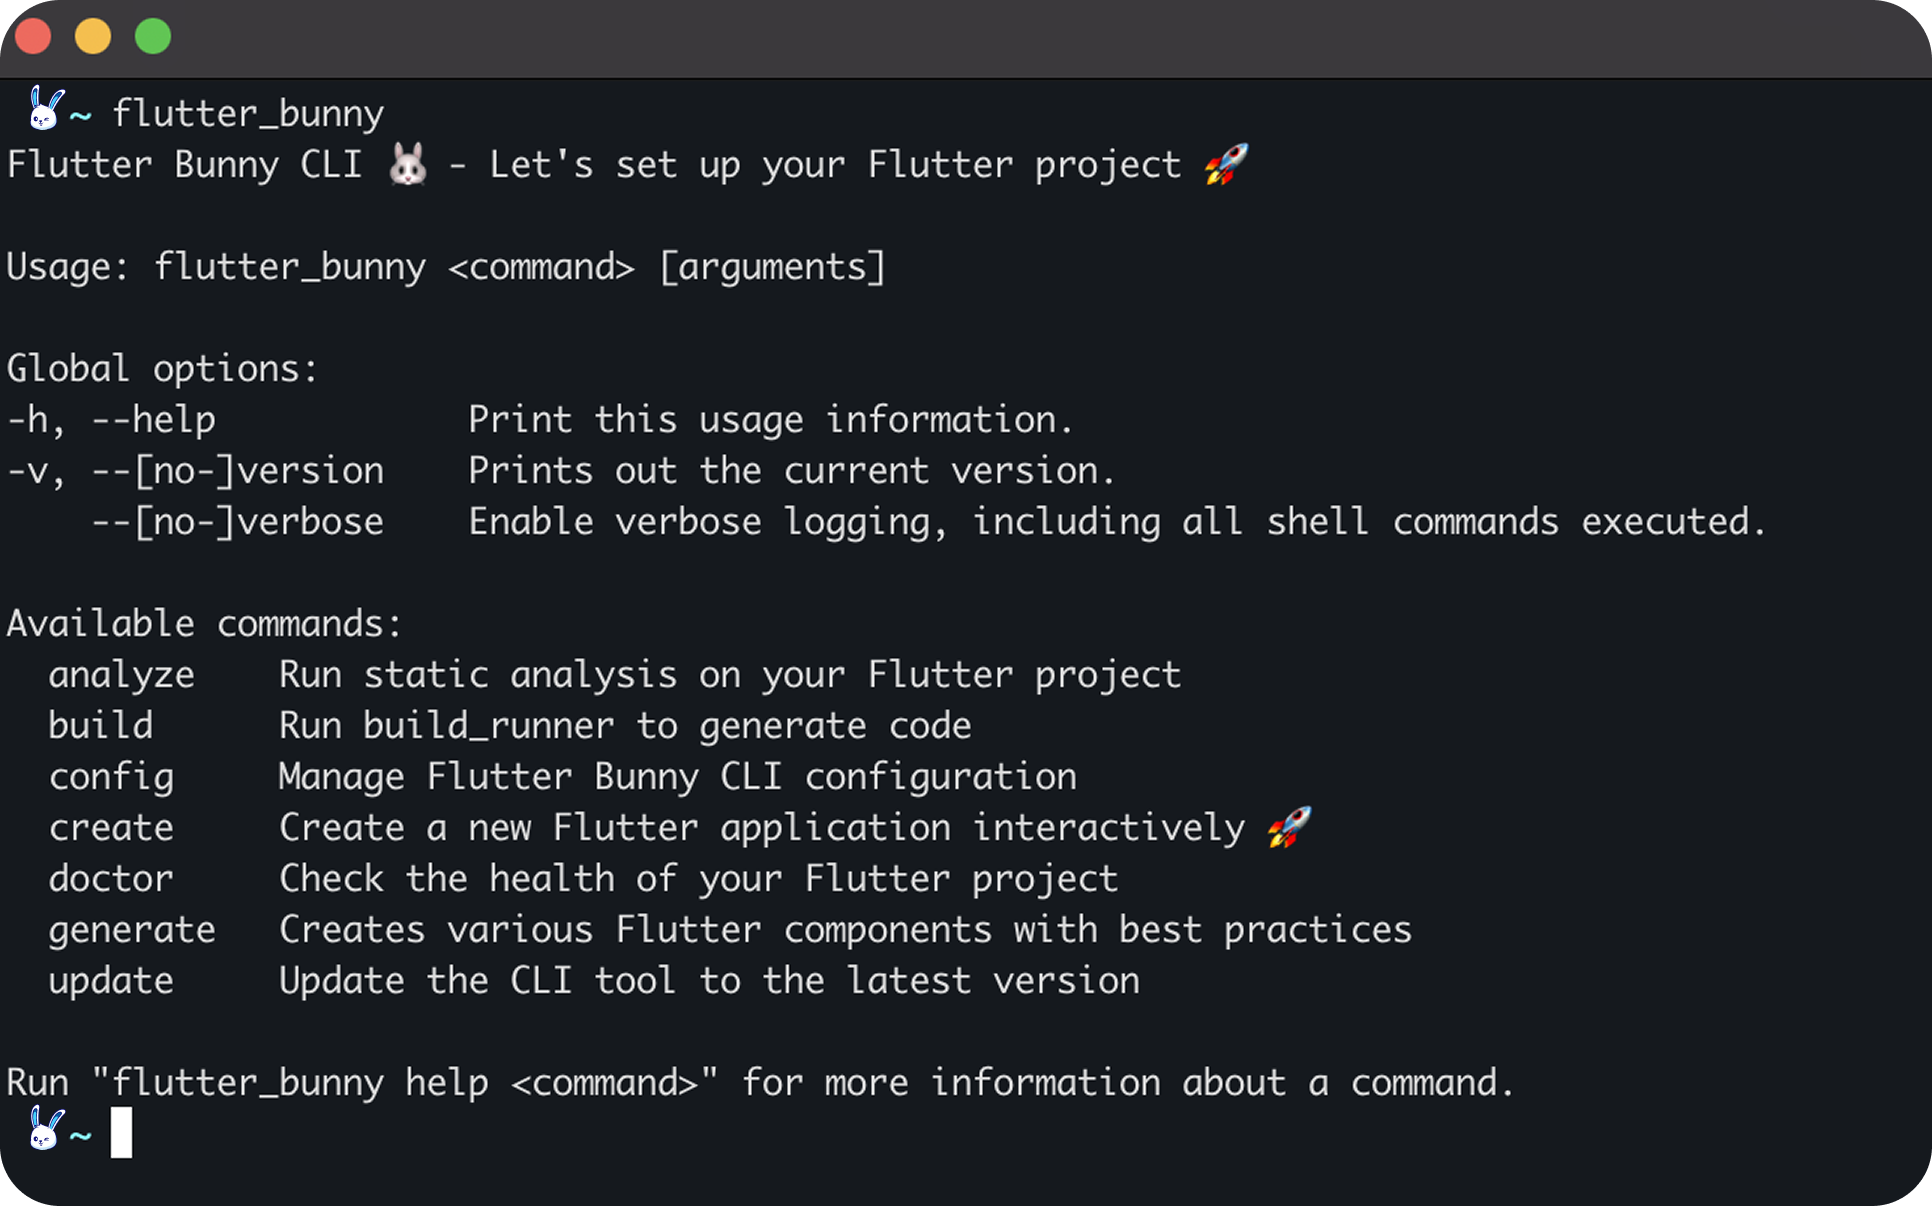 ~ flutter_bunny
Flutter Bunny CLI 🐰 - Let's set up your Flutter project 🚀
Usage: flutter_bunny <command> [arguments]
Global options:
-h, --help            Print this usage information.
-v, --[no-]version    Prints out the current version.
    --[no-]verbose    Enable verbose logging, including all shell commands executed.
Available commands:
  analyze    Run static analysis on your Flutter project
  build      Run build_runner to generate code
  config     Manage Flutter Bunny CLI configuration
  create     Create a new Flutter application interactively 🚀
  doctor     Check the health of your Flutter project
  generate   Creates various Flutter components with best practices
  update     Update the CLI tool to the latest version
Run "flutter_bunny help <command>" for more information about a command.
~